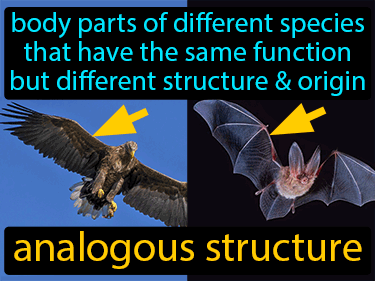 body parts of different species
that have the same function
but different structure & origin
analogous structure